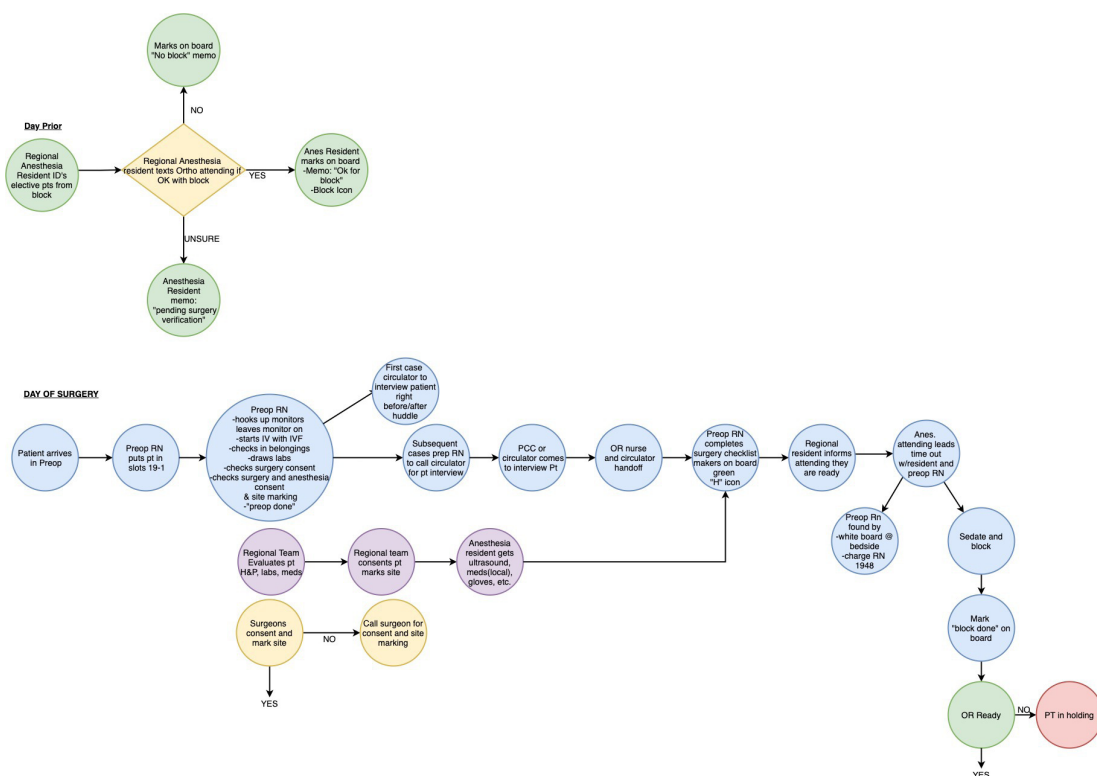 Marks on board
"No block" memo
NO
Day Prior
Regional
Anesthesia
Resident ID's
elective pts from
block
Regional Anesthesia
resident texts Ortho attending if
OK with block
YES
Anes Resident
marks on board
-Memo: "Ok for
block"
-Block Icon
UNSURE
Anesthesia
Resident
memo:
"pending surgery
verification"
DAY OF SURGERY
Patient arrives
in Preop
Preop RN
puts pt in
slots 19-1
Preop RN
-hooks up monitors
leaves monitor on
-starts IV with IVF
-checks in belongings
-draws labs
-checks surgery consent
-checks surgery and anesthesia
consent
& site marking
-"preop done"
First case
circulator to
interview patient
right
before/after
huddle
Subsequent
cases prep RN
to call circulator
for pt interview
PCC or
circulator comes
to interview Pt
OR nurse and
circulator
handoff
Preop RN
completes
surgery checklist
makers on board
green
"H" icon
Regional
resident informs
attending they
are ready
Anes.
attending leads
time out
w/resident and
preop RN
Preop Rn
found by
-white board @
bedside
-charge RN
1948
Sedate and
block
Mark
"block done" on
board
OR Ready
NO
PT in holding
YES
Regional Team
Evaluates pt
H&P, labs, meds
Regional team
consents pt
marks site
Anesthesia
resident gets
ultrasound,
meds(local),
gloves, etc.
Surgeons
consent and
mark site
NO
Call surgeon for
consent and site
marking
YES